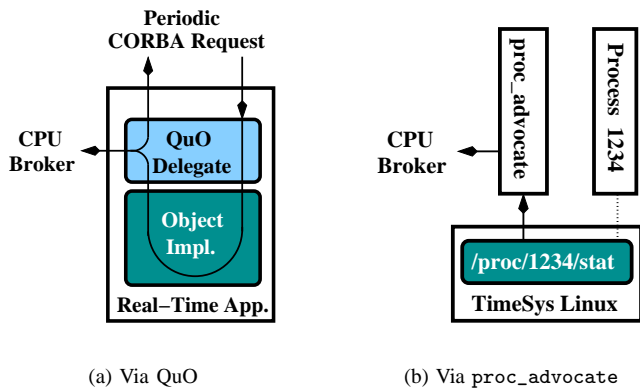 Periodic
CORBA Request
CPU
Broker
QuO
Delegate
Object
Impl.
Real−Time App.
(a) Via QuO
proc_advocate
Process 1234
CPU
Broker
/proc/1234/stat
TimeSys Linux
(b) Via proc_advocate